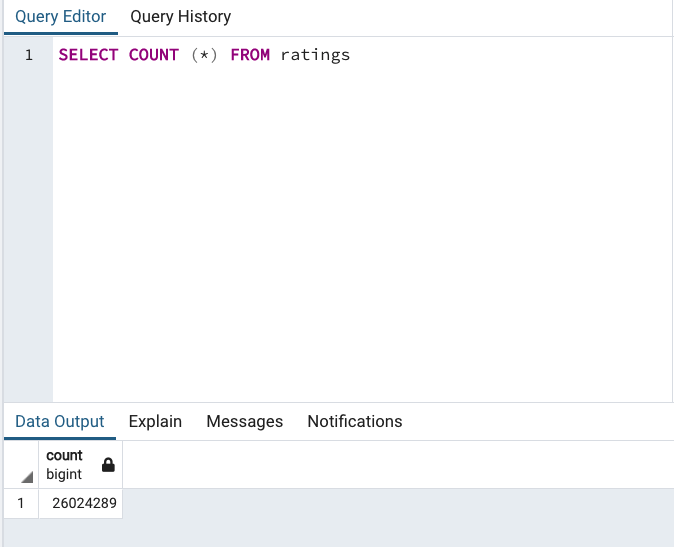 Query Editor Query History
1 SELECT COUNT (*) FROM ratings
Data Output Explain Messages Notifications
count
bigint
1 26024289